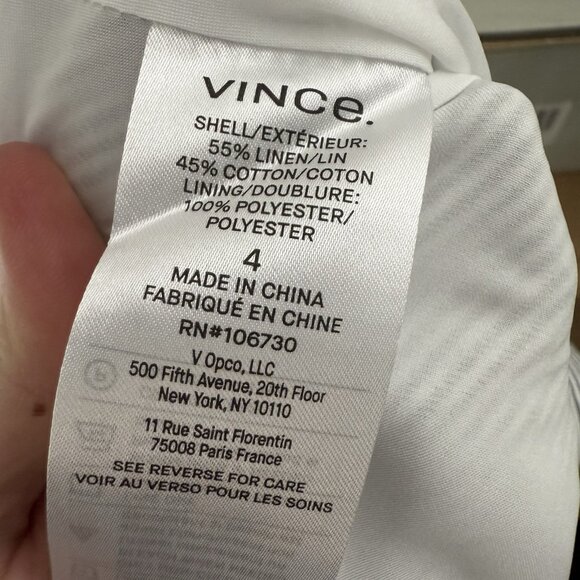 VINCE.
SHELL/EXTÉRIEUR:
55% LINEN/LIN
45% COTTON/COTON
LINING/DOUBLURE:
100% POLYESTER/
POLYESTER
4
MADE IN CHINA
FABRIQUÉ EN CHINE
RN#106730
V Opco, LLC
500 Fifth Avenue, 20th Floor
New York, NY 10110
11 Rue Saint Florentin
75008 Paris France
SEE REVERSE FOR CARE
VOIR AU VERSO POUR LES SOINS